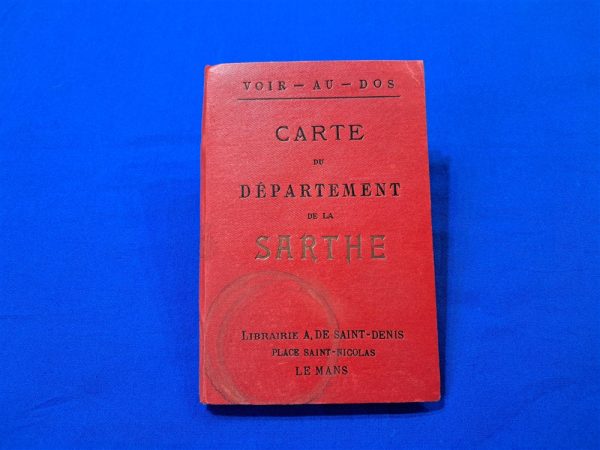 VOIR — AU — DOS
CARTE
DU
DÉPARTEMENT
DE LA
SARTHE
LIBRAIRIE A, DE SAINT-DENIS
PLACE SAINT-NICOLAS
LE MANS